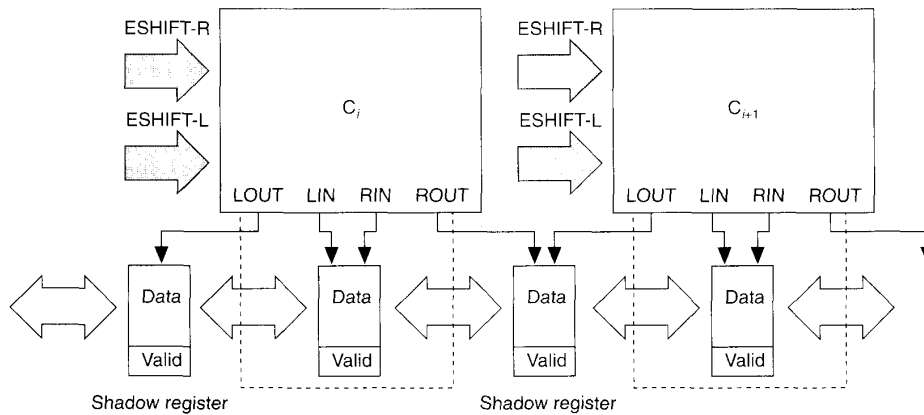 ESHIFT-R
ESHIFT-R
C_i
C_{i+1}
ESHIFT-L
ESHIFT-L
LOUT LIN RIN ROUT
LOUT LIN RIN ROUT
Data
Data
Data
Data
Valid
Valid
Valid
Valid
Shadow register
Shadow register